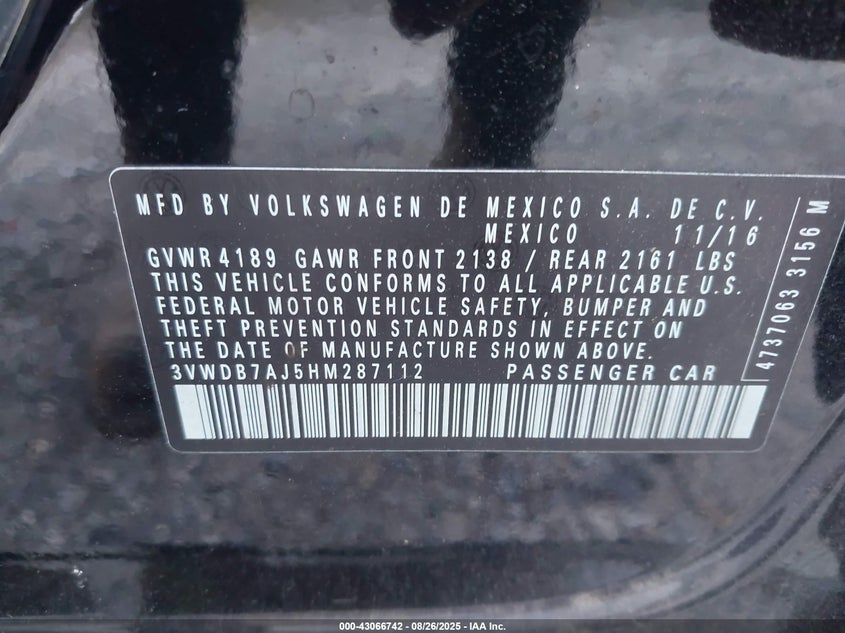 MFD BY VOLKSWAGEN DE MEXICO S.A. DE C.V.
MEXICO 11/16
GVWR 4189 GAWR FRONT 2138 / REAR 2161 LBS
THIS VEHICLE CONFORMS TO ALL APPLICABLE U.S.
FEDERAL MOTOR VEHICLE SAFETY, BUMPER AND
THEFT PREVENTION STANDARDS IN EFFECT ON
THE DATE OF MANUFACTURE SHOWN ABOVE.
3VWDB7AJ5HM287112 PASSENGER CAR
4737063 3156 M
000-43066742 - 08/26/2025 - IAA Inc.